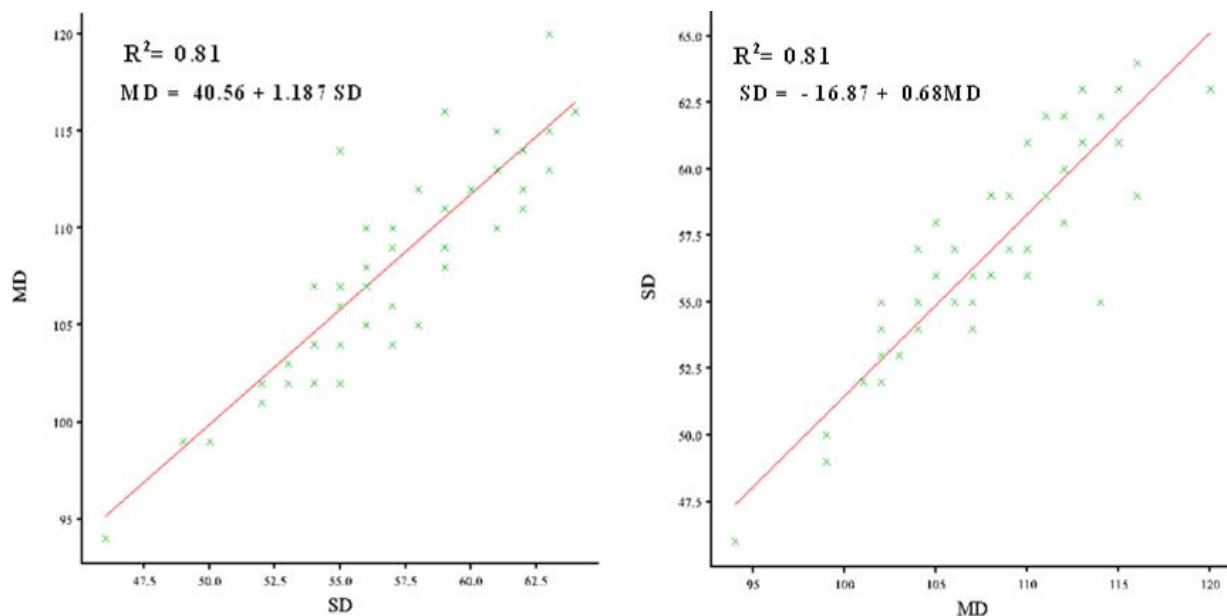 R²= 0.81
MD = 40.56 + 1.187 SD
MD
120
115
110
105
100
95
47.5 50.0 52.5 55.0 57.5 60.0 62.5
SD
R²= 0.81
SD = - 16.87 + 0.68MD
SD
65.0
62.5
60.0
57.5
55.0
52.5
50.0
47.5
95 100 105 110 115 120
MD